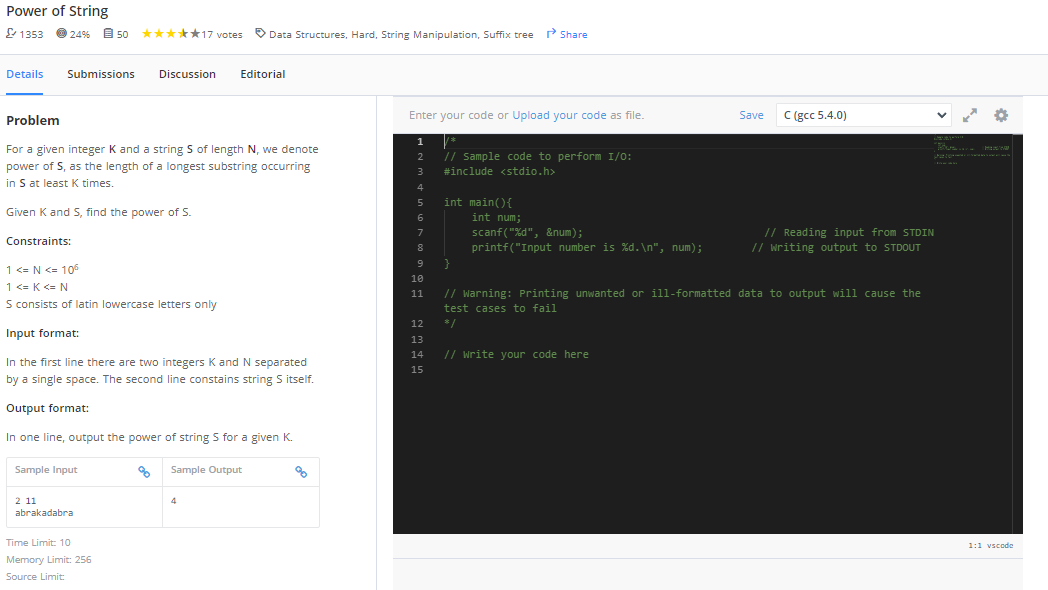 Power of String
1353 24% 50 17 votes Data Structures, Hard, String Manipulation, Suffix tree Share
Details Submissions Discussion Editorial
Problem
For a given integer K and a string S of length N, we denote
power of S, as the length of a longest substring occurring
in S at least K times.
Given K and S, find the power of S.
Constraints:
1 <= N <= 10⁶
1 <= K <= N
S consists of latin lowercase letters only
Input format:
In the first line there are two integers K and N separated
by a single space. The second line constains string S itself.
Output format:
In one line, output the power of string S for a given K.
Sample Input Sample Output
2 11 4
abrakadabra
Time Limit: 10
Memory Limit: 256
Source Limit:
Enter your code or Upload your code as file. Save C (gcc 5.4.0)
1 /*
2 // Sample code to perform I/O:
3 #include <stdio.h>
4
5 int main(){
6 int num;
7 scanf("%d", &num); // Reading input from STDIN
8 printf("Input number is %d.\n", num); // Writing output to STDOUT
9 }
10
11 // Warning: Printing unwanted or ill-formatted data to output will cause the
test cases to fail
12 */
13
14 // Write your code here
15
1:1 vscode